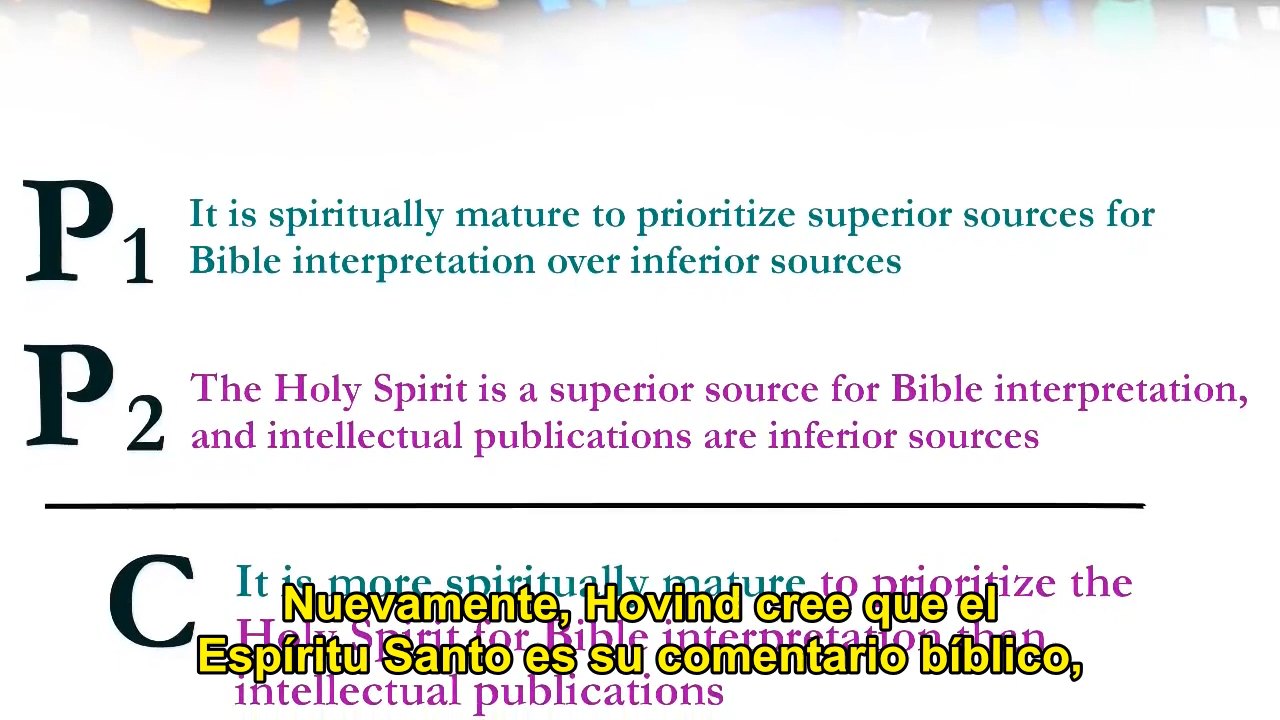 P1 It is spiritually mature to prioritize superior sources for
Bible interpretation over inferior sources
P2 The Holy Spirit is a superior source for Bible interpretation,
and intellectual publications are inferior sources
C It is more spiritually mature to prioritize the
Holy Spirit for Bible interpretation than
intellectual publications
Nuevamente, Hovind cree que el
Espíritu Santo es su comentario bíblico,